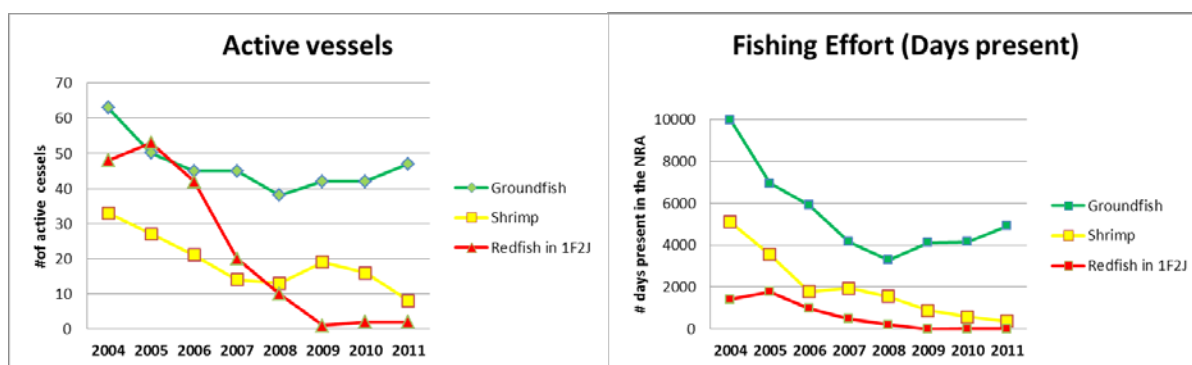 Active vessels
#of active cessels
70
60
50
40
30
20
10
0
2004 2005 2006 2007 2008 2009 2010 2011
Groundfish
Shrimp
Redfish in 1F2J
Fishing Effort (Days present)
# days present in the NRA
10000
8000
6000
4000
2000
0
2004 2005 2006 2007 2008 2009 2010 2011
Groundfish
Shrimp
Redfish in 1F2J